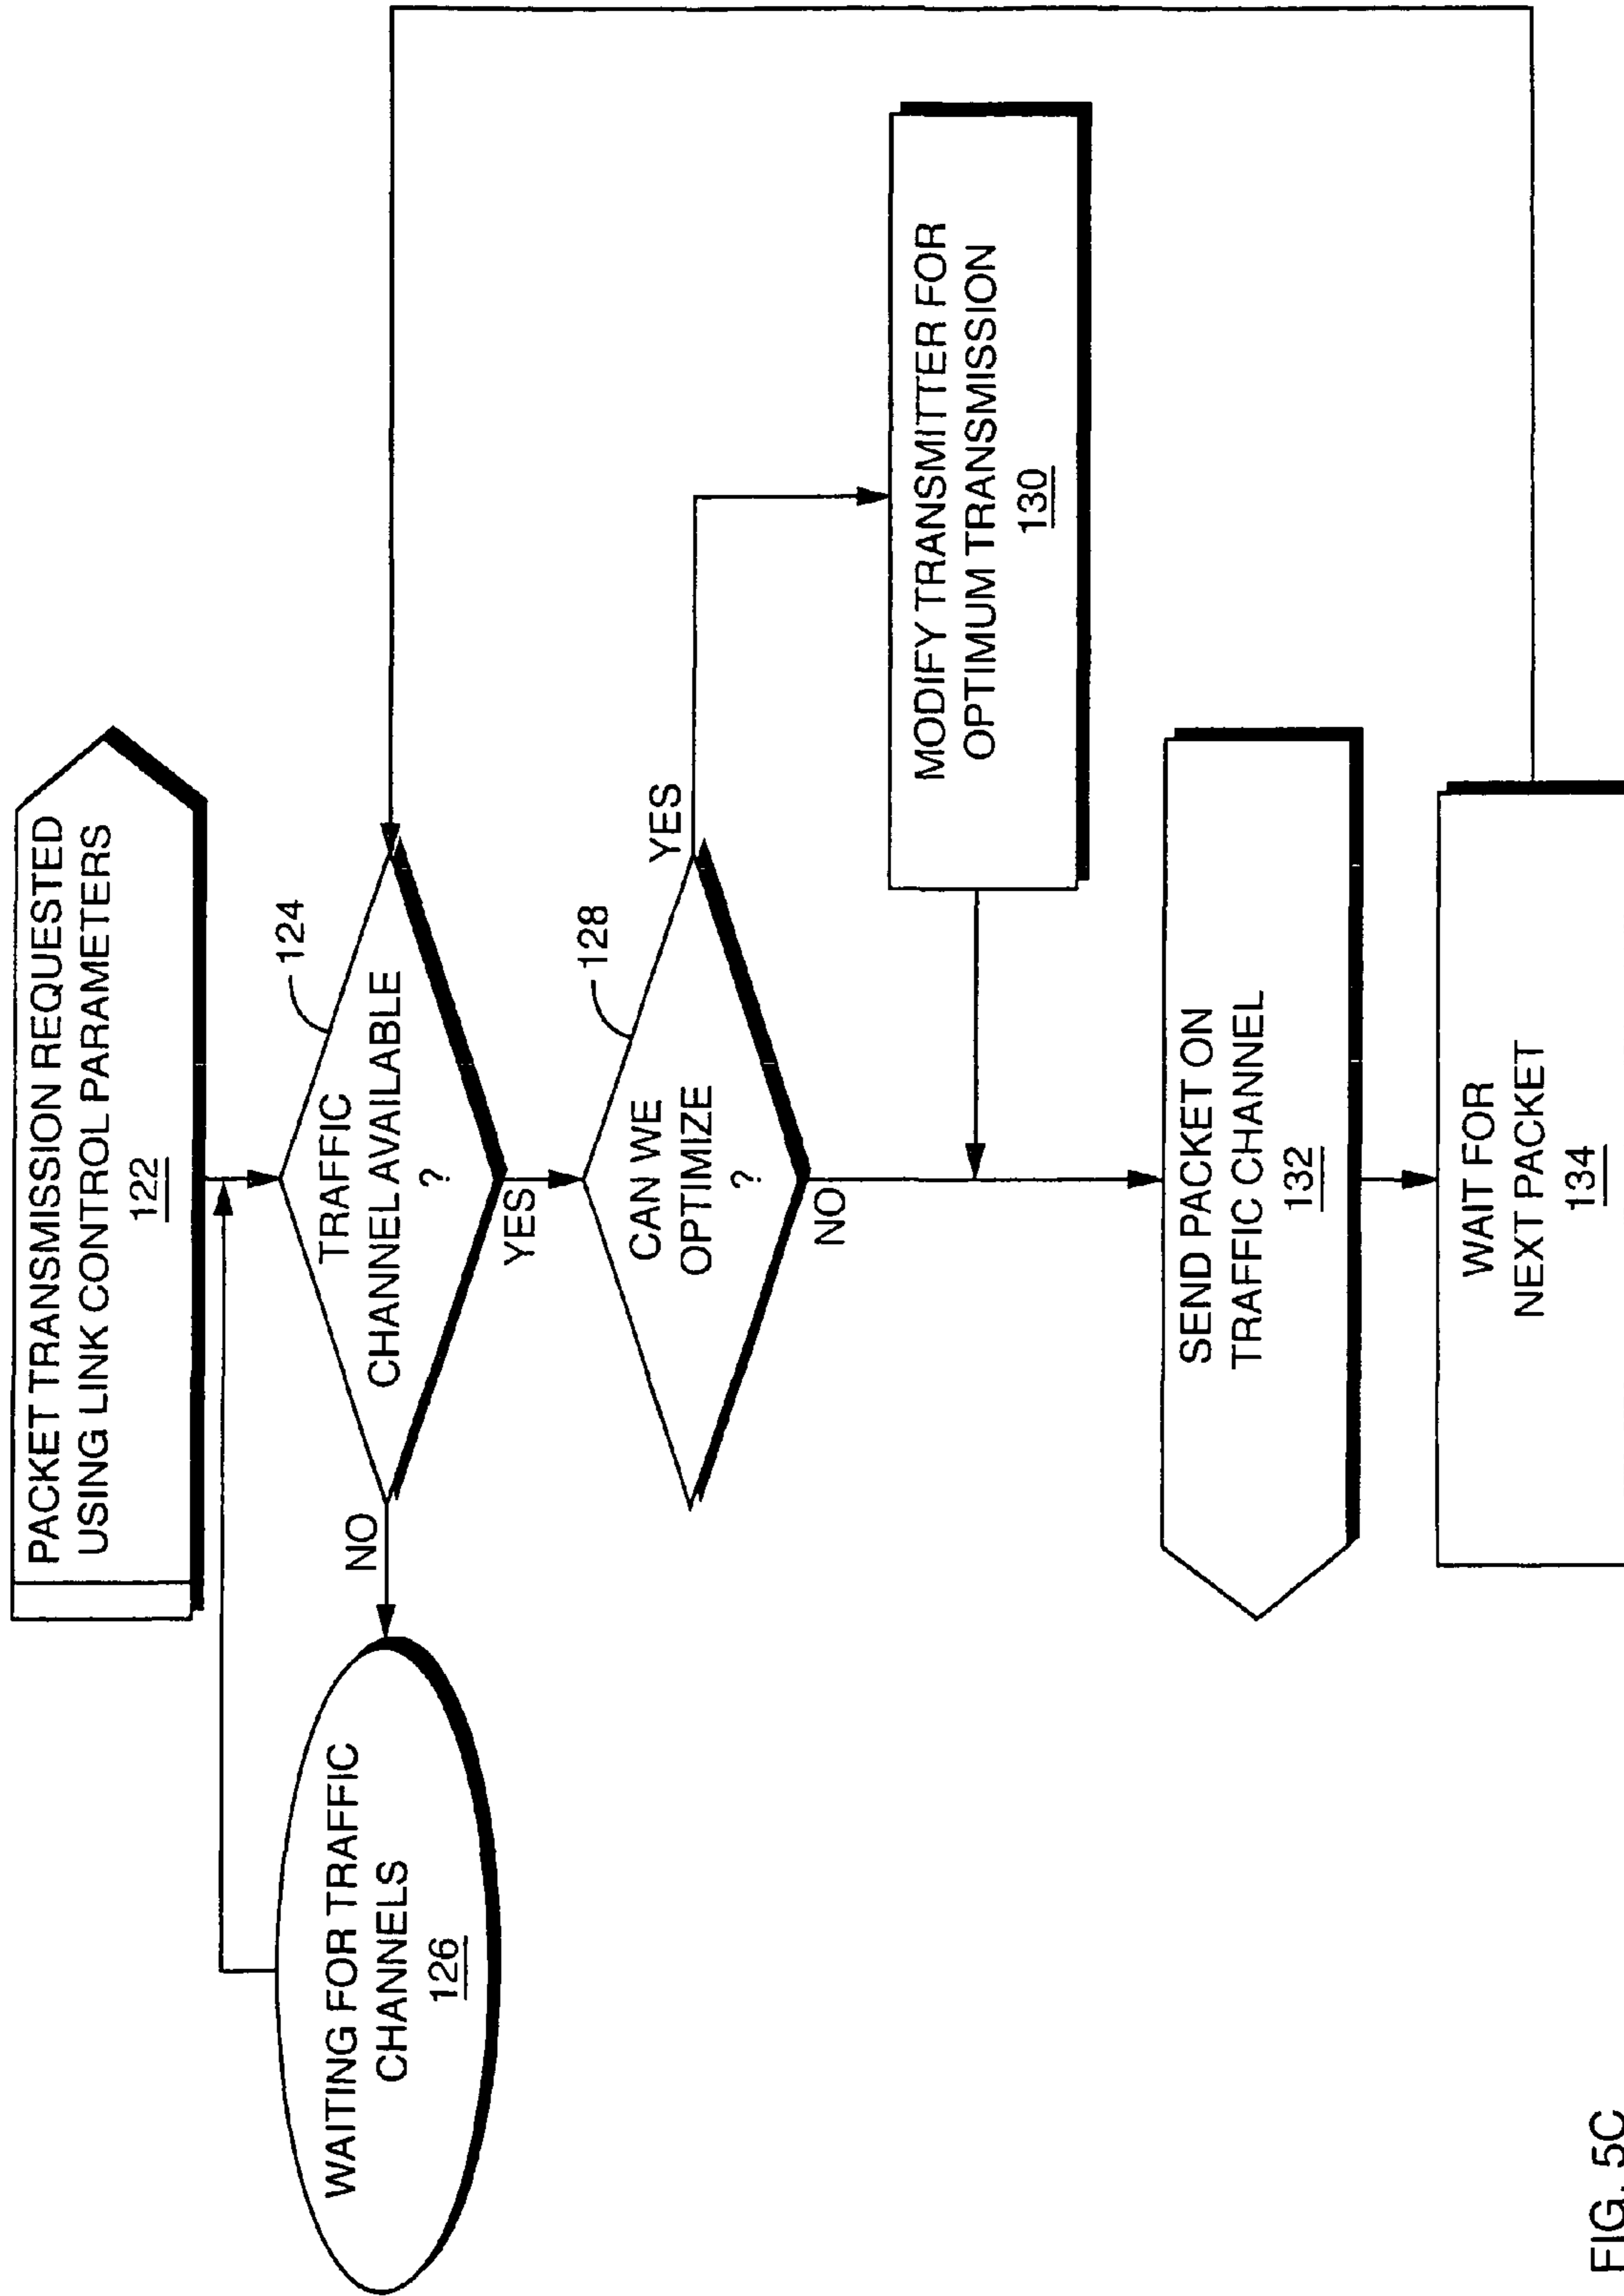 PACKET TRANSMISSION REQUESTED
USING LINK CONTROL PARAMETERS
122
124
TRAFFIC
CHANNEL AVAILABLE
?
NO
YES
WAITING FOR TRAFFIC
CHANNELS
126
128
CAN WE
OPTIMIZE
?
YES
NO
MODIFY TRANSMITTER FOR
OPTIMUM TRANSMISSION
130
SEND PACKET ON
TRAFFIC CHANNEL
132
WAIT FOR
NEXT PACKET
134
FIG. 5C